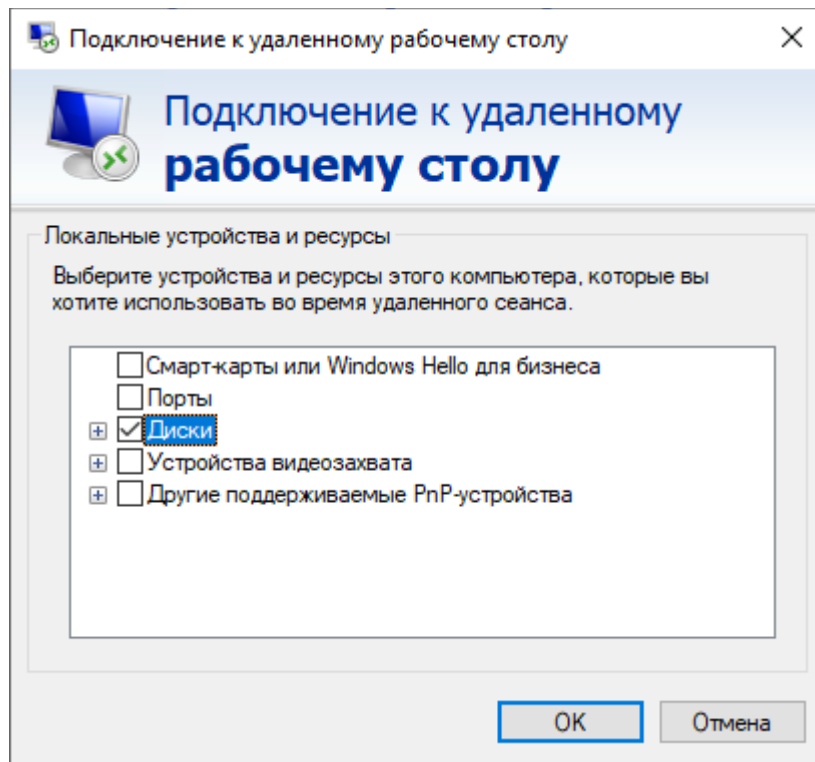 Подключение к удаленному рабочему столу
Подключение к удаленному
рабочему столу
Локальные устройства и ресурсы
Выберите устройства и ресурсы этого компьютера, которые вы
хотите использовать во время удаленного сеанса.
Смарт-карты или Windows Hello для бизнеса
Порты
Диски
Устройства видеозахвата
Другие поддерживаемые PnP-устройства
OK Отмена